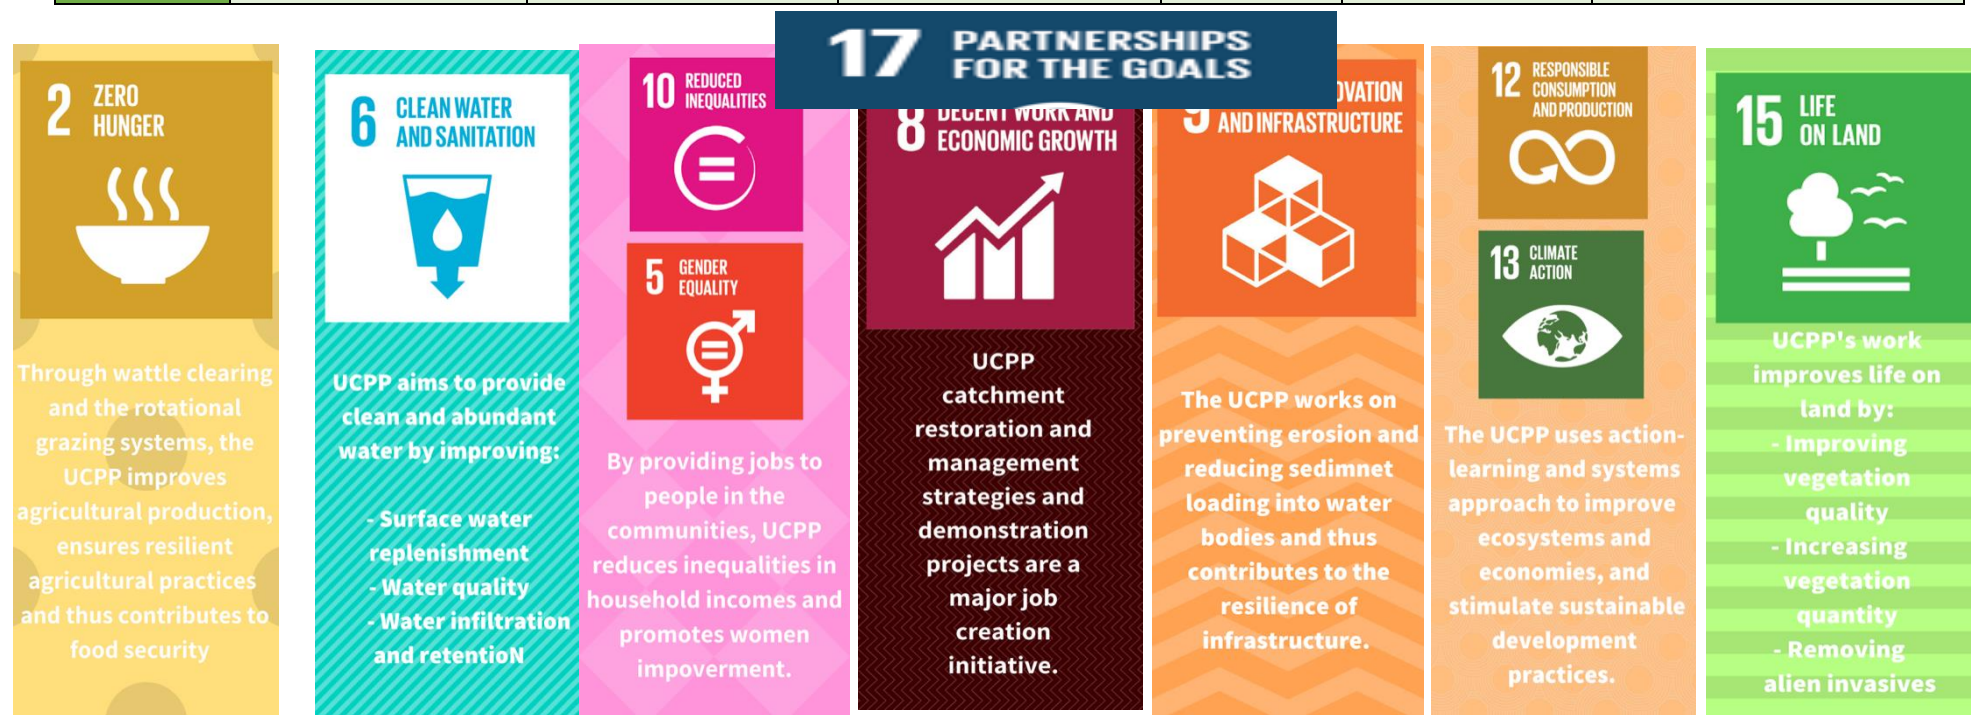 17 PARTNERSHIPS
FOR THE GOALS
2 ZERO
HUNGER
Through wattle clearing
and the rotational
grazing systems, the
UCPP improves
agricultural production,
ensures resilient
agricultural practices
and thus contributes to
food security
6 CLEAN WATER
AND SANITATION
UCPP aims to provide
clean and abundant
water by improving:
- Surface water
replenishment
- Water quality
- Water infiltration
and retentioN
10 REDUCED
INEQUALITIES
5 GENDER
EQUALITY
By providing jobs to
people in the
communities, UCPP
reduces inequalities in
household incomes and
promotes women
impoverment.
8 DECENT WORK AND
ECONOMIC GROWTH
UCPP
catchment
restoration and
management
strategies and
demonstration
projects are a
major job
creation
initiative.
9 OVATION
AND INFRASTRUCTURE
The UCPP works on
preventing erosion and
reducing sedimnet
loading into water
bodies and thus
contributes to the
resilience of
infrastructure.
12 RESPONSIBLE
CONSUMPTION
AND PRODUCTION
13 CLIMATE
ACTION
The UCPP uses action-
learning and systems
approach to improve
ecosystems and
economies, and
stimulate sustainable
development
practices.
15 LIFE
ON LAND
UCPP's work
improves life on
land by:
- Improving
vegetation
quality
- Increasing
vegetation
quantity
- Removing
alien invasives